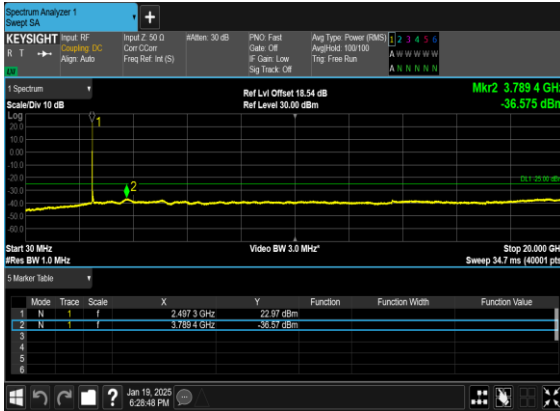 Spectrum Analyzer 1
Swept SA
+
KEYSIGHT Input: RF Input Z: 50 Ω #Atten: 30 dB PNO: Fast Avg Type: Power (RMS) 1 2 3 4 5 6
R T Coupling: DC Corr CCorr Gate: Off Avg|Hold: 100/100 A W W W W W
Align: Auto Freq Ref: Int (S) IF Gain: Low Trig: Free Run
LXI Sig Track: Off A N N N N N
1 Spectrum Ref Lvl Offset 18.54 dB Mkr2 3.789 4 GHz
Scale/Div 10 dB Ref Level 30.00 dBm -36.575 dBm
Log
1
20.0
10.0
0.00
-10.0
-20.0
DL1 -25.00 dBm
2
-30.0
-40.0
-50.0
-60.0
Start 30 MHz Video BW 3.0 MHz* Stop 20.000 GHz
#Res BW 1.0 MHz Sweep 34.7 ms (40001 pts)
5 Marker Table
Mode Trace Scale X Y Function Function Width Function Value
1 N 1 f 2.497 3 GHz 22.97 dBm
2 N 1 f 3.789 4 GHz -36.57 dBm
3
4
5
6
? Jan 19, 2025
6:28:48 PM